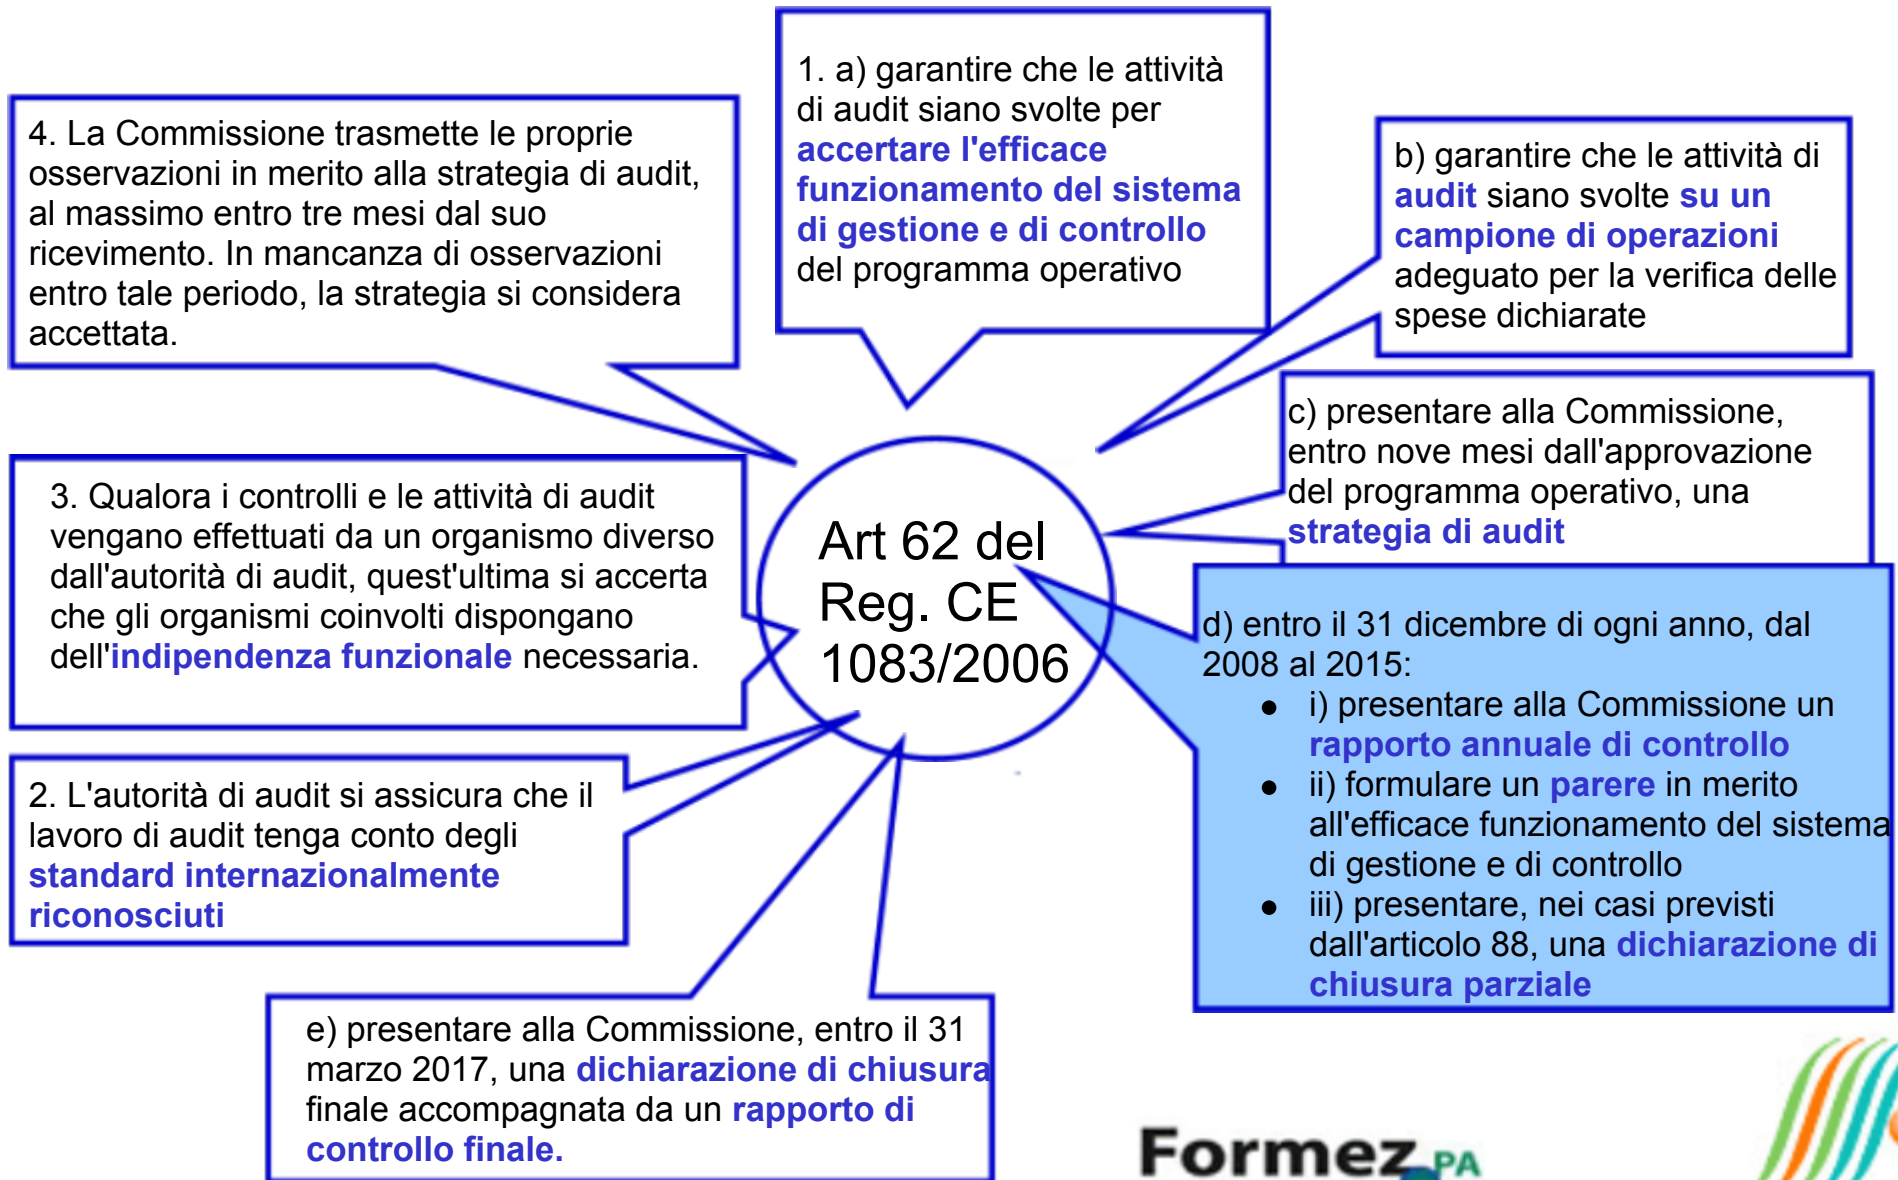 1. a) garantire che le attività
di audit siano svolte per
accertare l'efficace
funzionamento del sistema
di gestione e di controllo
del programma operativo
b) garantire che le attività di
audit siano svolte su un
campione di operazioni
adeguato per la verifica delle
spese dichiarate
c) presentare alla Commissione,
entro nove mesi dall'approvazione
del programma operativo, una
strategia di audit
d) entro il 31 dicembre di ogni anno, dal
2008 al 2015:
● i) presentare alla Commissione un
rapporto annuale di controllo
● ii) formulare un parere in merito
all'efficace funzionamento del sistema
di gestione e di controllo
● iii) presentare, nei casi previsti
dall'articolo 88, una dichiarazione di
chiusura parziale
e) presentare alla Commissione, entro il 31
marzo 2017, una dichiarazione di chiusura
finale accompagnata da un rapporto di
controllo finale.
2. L'autorità di audit si assicura che il
lavoro di audit tenga conto degli
standard internazionalmente
riconosciuti
3. Qualora i controlli e le attività di audit
vengano effettuati da un organismo diverso
dall'autorità di audit, quest'ultima si accerta
che gli organismi coinvolti dispongano
dell'indipendenza funzionale necessaria.
4. La Commissione trasmette le proprie
osservazioni in merito alla strategia di audit,
al massimo entro tre mesi dal suo
ricevimento. In mancanza di osservazioni
entro tale periodo, la strategia si considera
accettata.
Art 62 del
Reg. CE
1083/2006
Formez PA